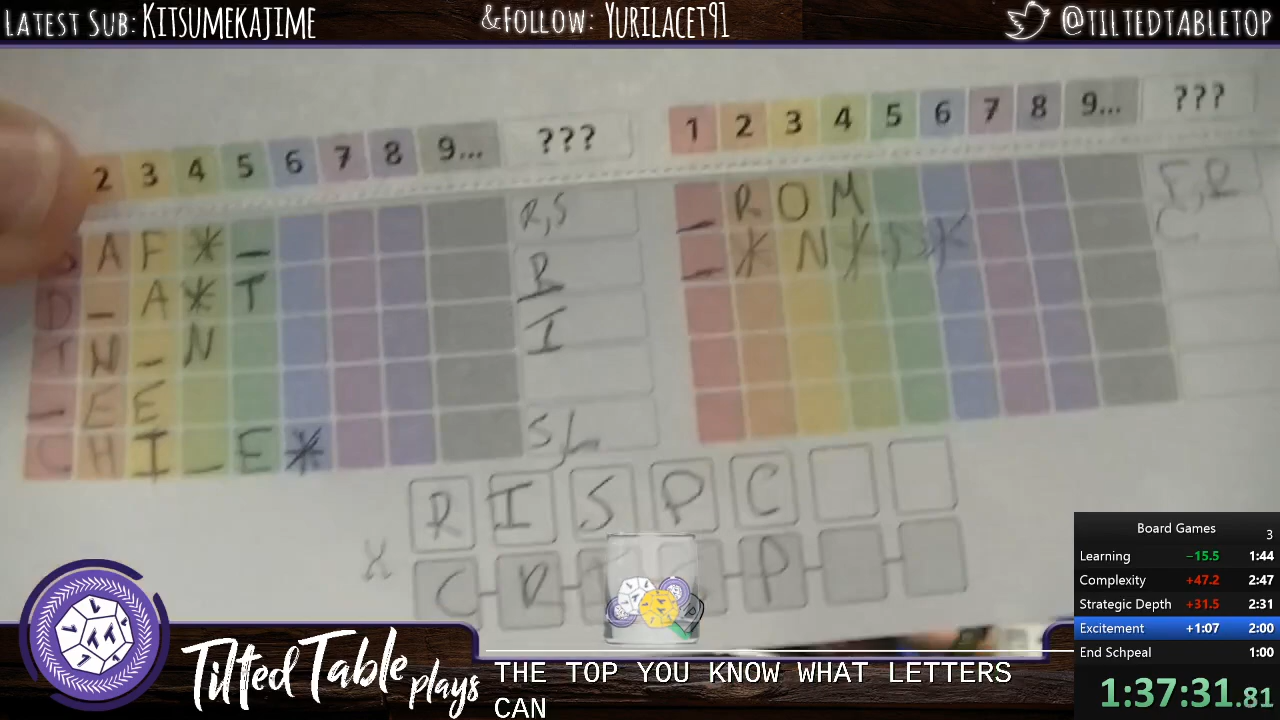 LATEST SUB: KITSUMEKAJIME &FOLLOW: YURILACET91 @TILTEDTABLETOP
2 3 4 5 6 7 8 9... ???
1 2 3 4 5 6 7 8 9... ???
A F * _ R,S
D _ A * T B
T H _ N I
_ E E
C H I _ E * S L
_ R O M
_ * N * *
R I S P C
X C R P
Board Games 3
Learning −15.5 1:44
Complexity +47.2 2:47
Strategic Depth +31.5 2:31
Excitement +1:07 2:00
End Schpeal 1:00
1:37:31.81
Tilted Table plays
THE TOP YOU KNOW WHAT LETTERS
CAN